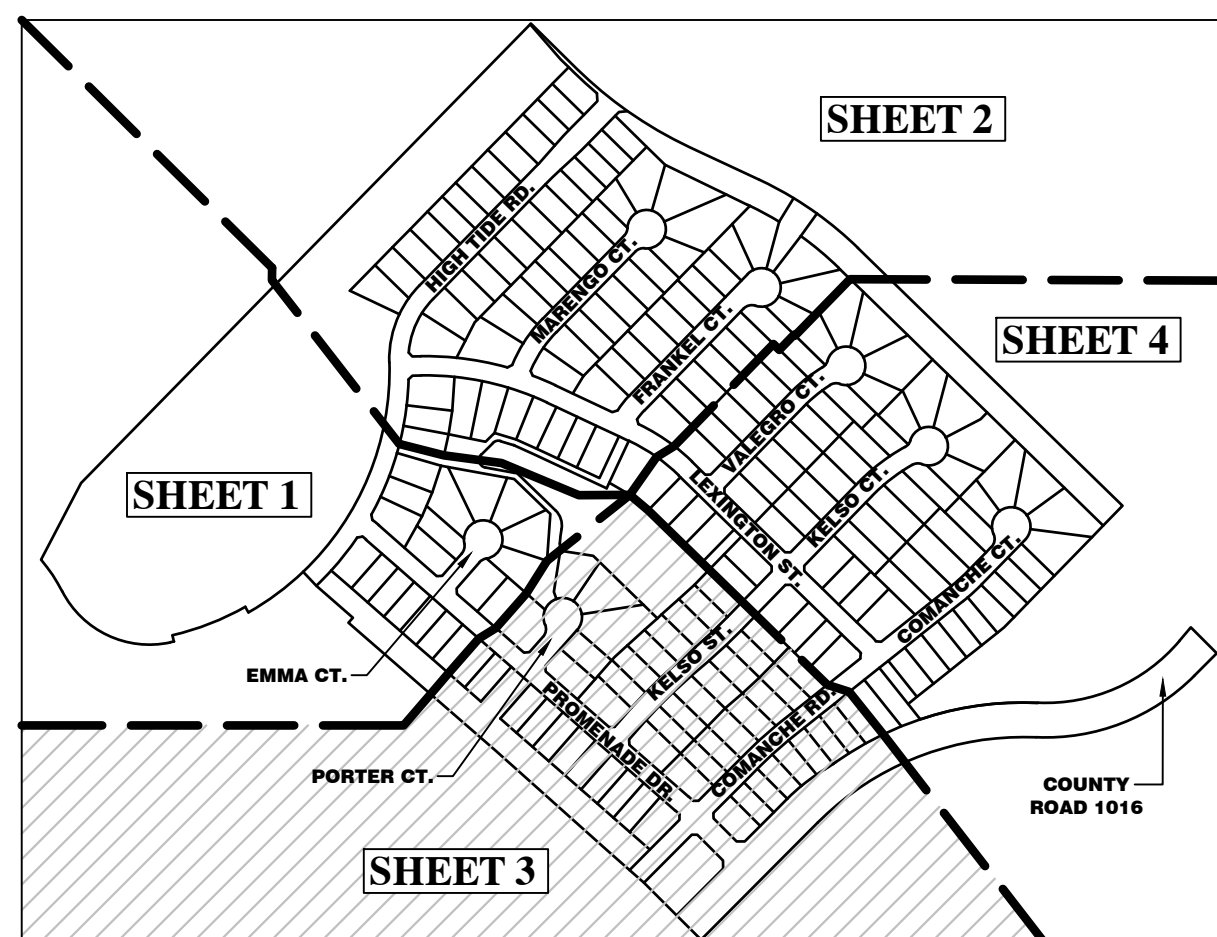 SHEET 2
HIGH TIDE RD.
MARENGO CT.
FRANKEL CT.
SHEET 4
VALEGRO CT.
LEXINGTON ST.
KELSO CT.
COMANCHE CT.
SHEET 1
EMMA CT.
PORTER CT.
KELSO ST.
PROMENADE DR.
COMANCHE RD.
COUNTY
ROAD 1016
SHEET 3